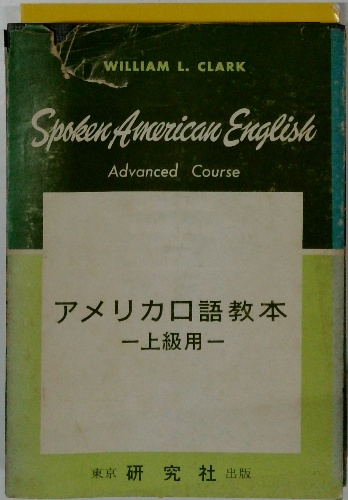 WILLIAM L. CLARK
Spoken American English
Advanced Course
アメリカ口語教本
ー上級用ー
東京 研究社 出版